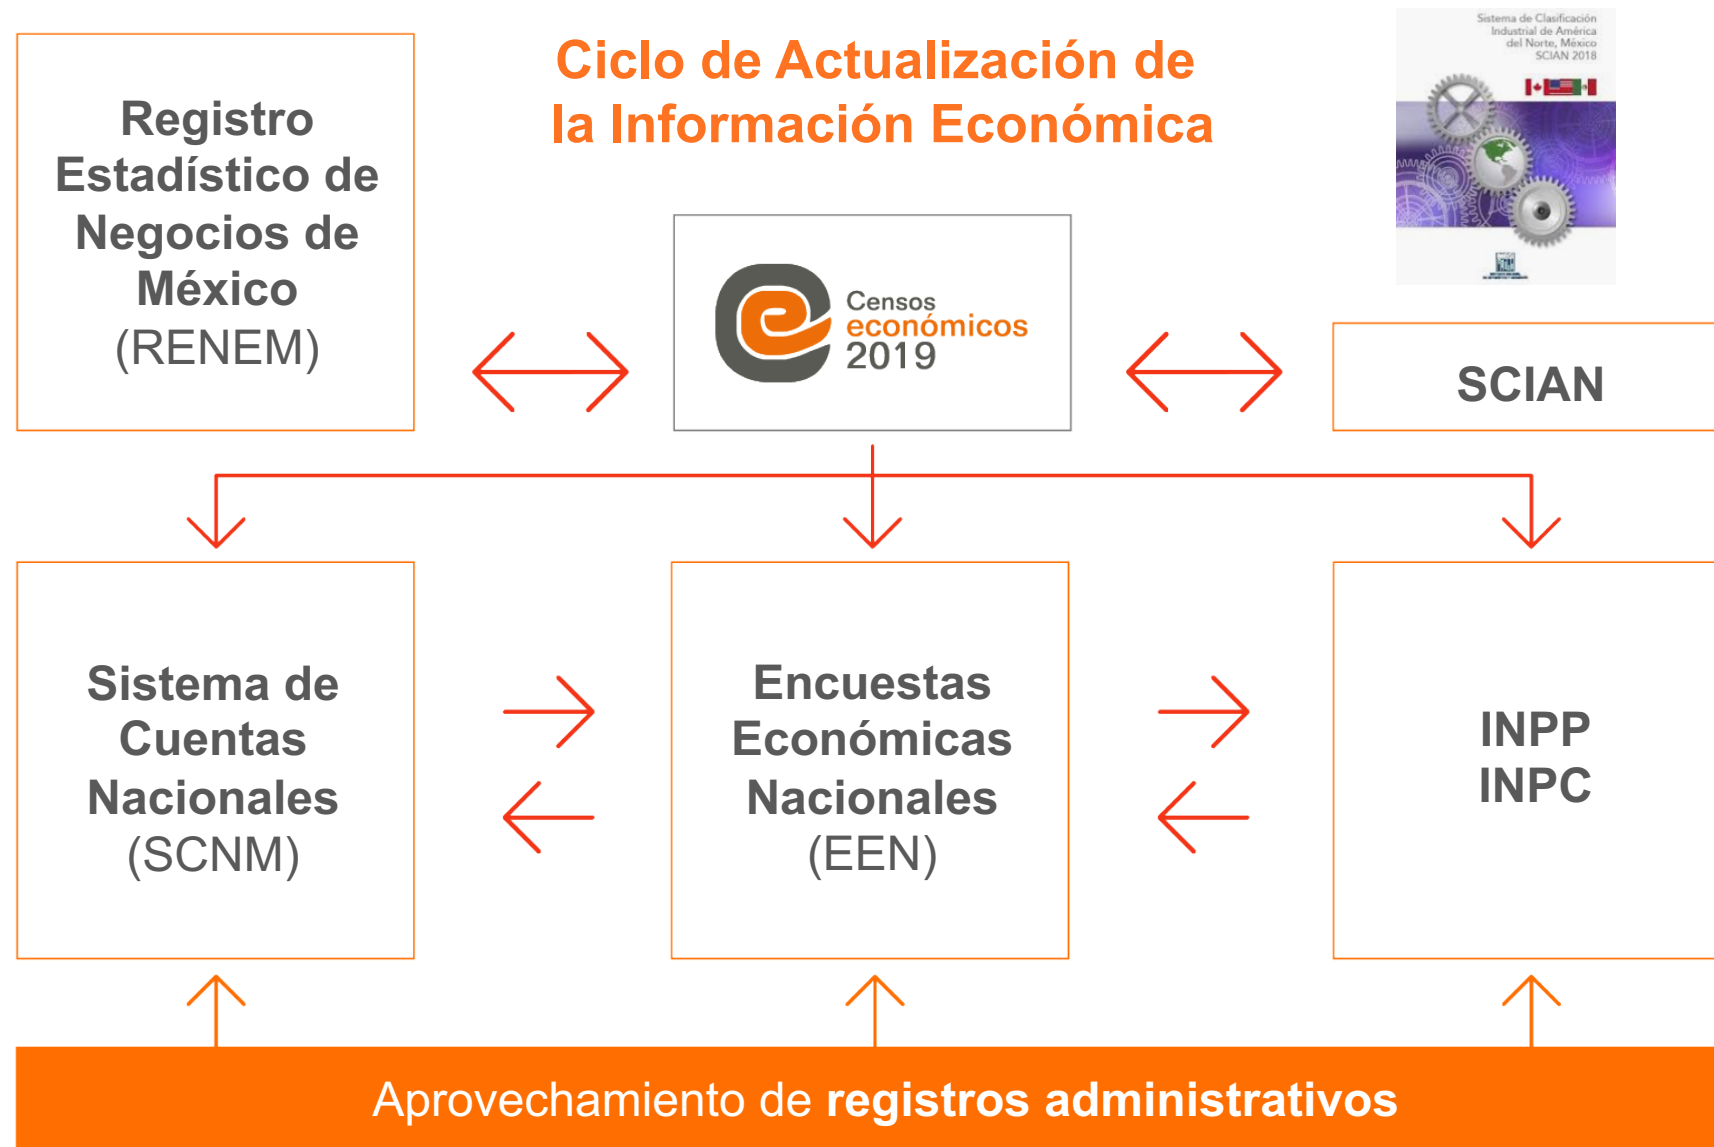 Ciclo de Actualización de
la Información Económica
Sistema de Clasificación
Industrial de América
del Norte, México
SCIAN 2018
Registro
Estadístico de
Negocios de
México
(RENEM)
Censos
económicos
2019
SCIAN
Sistema de
Cuentas
Nacionales
(SCNM)
Encuestas
Económicas
Nacionales
(EEN)
INPP
INPC
Aprovechamiento de registros administrativos